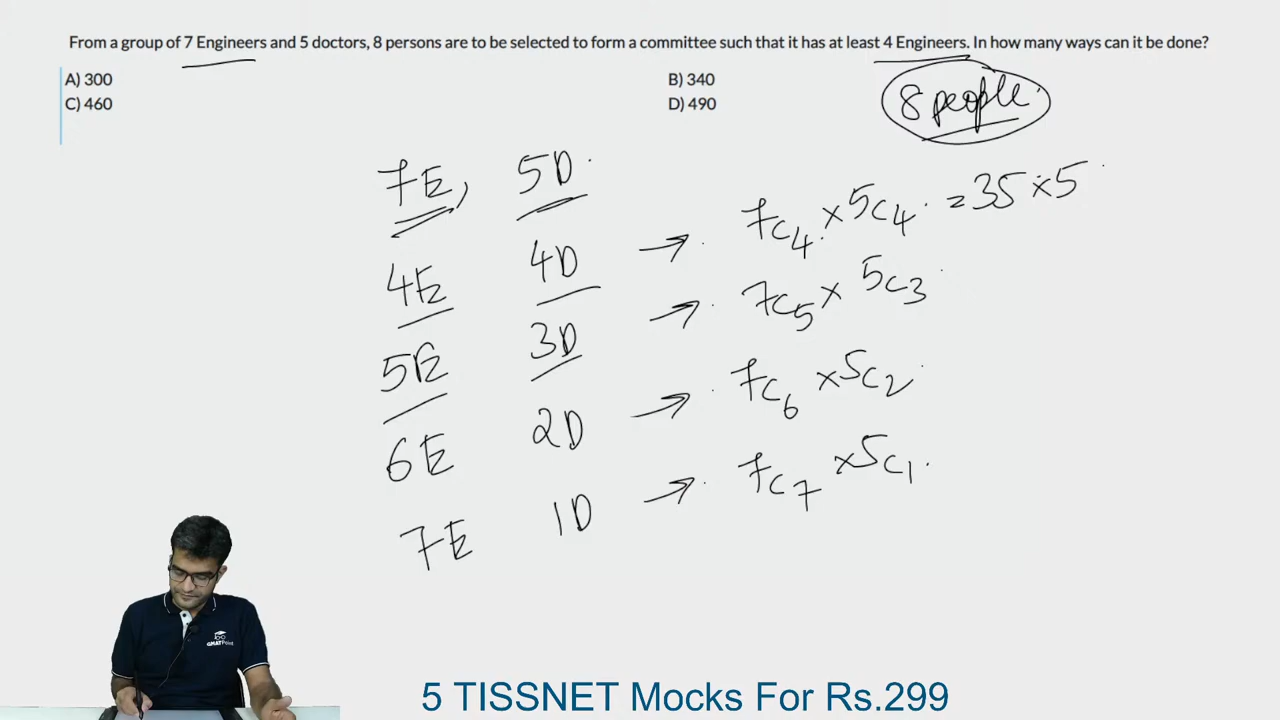 From a group of 7 Engineers and 5 doctors, 8 persons are to be selected to form a committee such that it has at least 4 Engineers. In how many ways can it be done?
A) 300
B) 340
C) 460
D) 490
8 people.
7E, 5D
4E 4D → 7C4 × 5C4 = 35 × 5
5E 3D → 7C5 × 5C3
6E 2D → 7C6 × 5C2
7E 1D → 7C7 × 5C1
GMATPoint
5 TISSNET Mocks For Rs.299